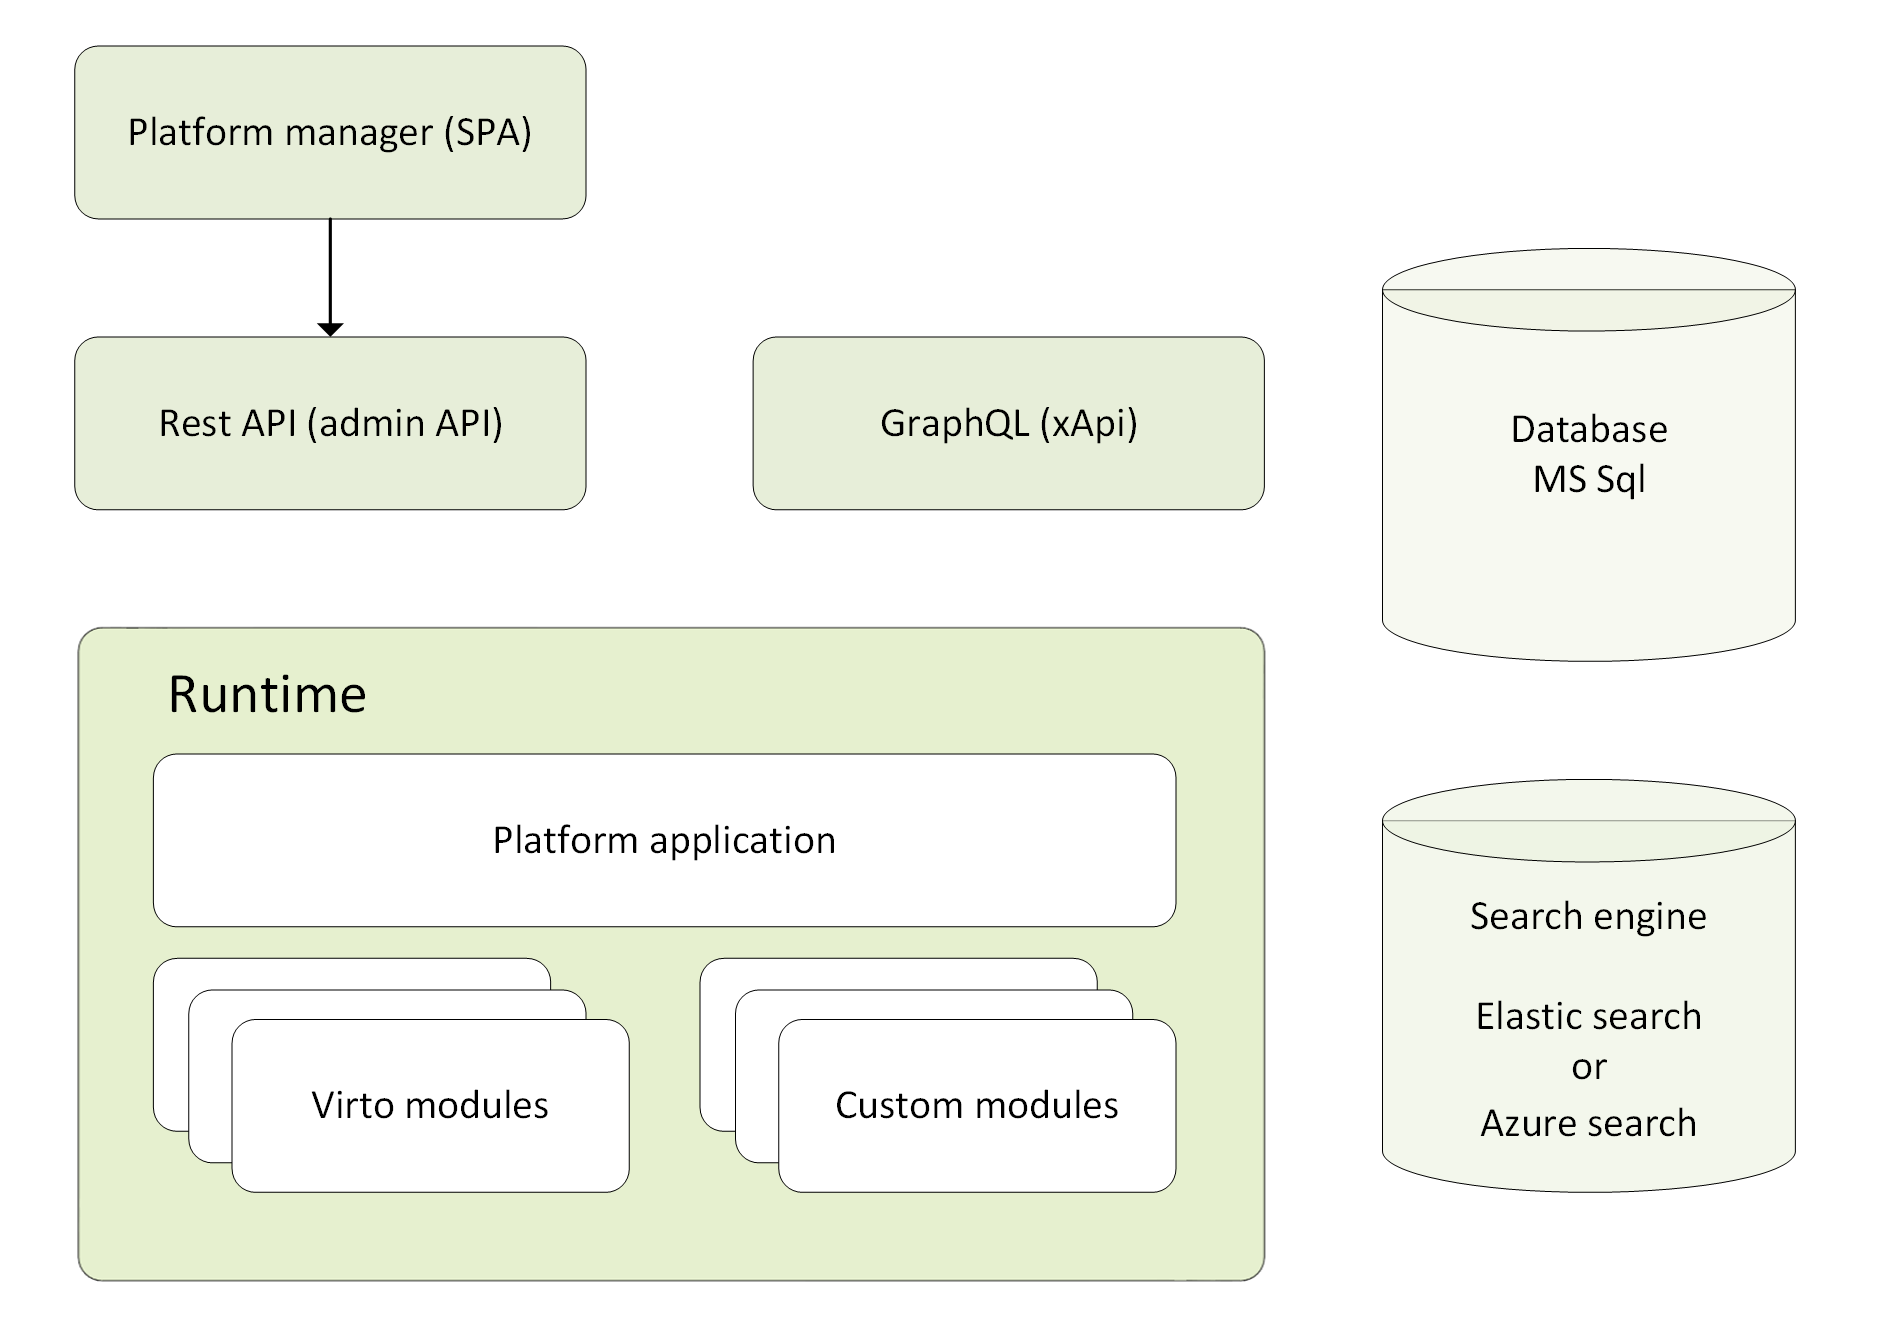 Platform manager (SPA)
Rest API (admin API)
GraphQL (xApi)
Database
MS Sql
Runtime
Platform application
Virto modules
Custom modules
Search engine
Elastic search
or
Azure search